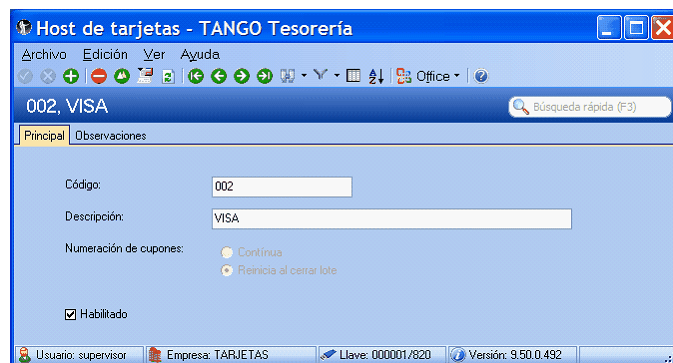 Host de tarjetas - TANGO Tesorería
Archivo Edición Ver Ayuda
Office
002, VISA
Búsqueda rápida (F3)
Principal Observaciones
Código: 002
Descripción: VISA
Numeración de cupones: Contínua
Reinicia al cerrar lote
Habilitado
Usuario: supervisor Empresa: TARJETAS Llave: 000001/820 Versión: 9.50.0.492